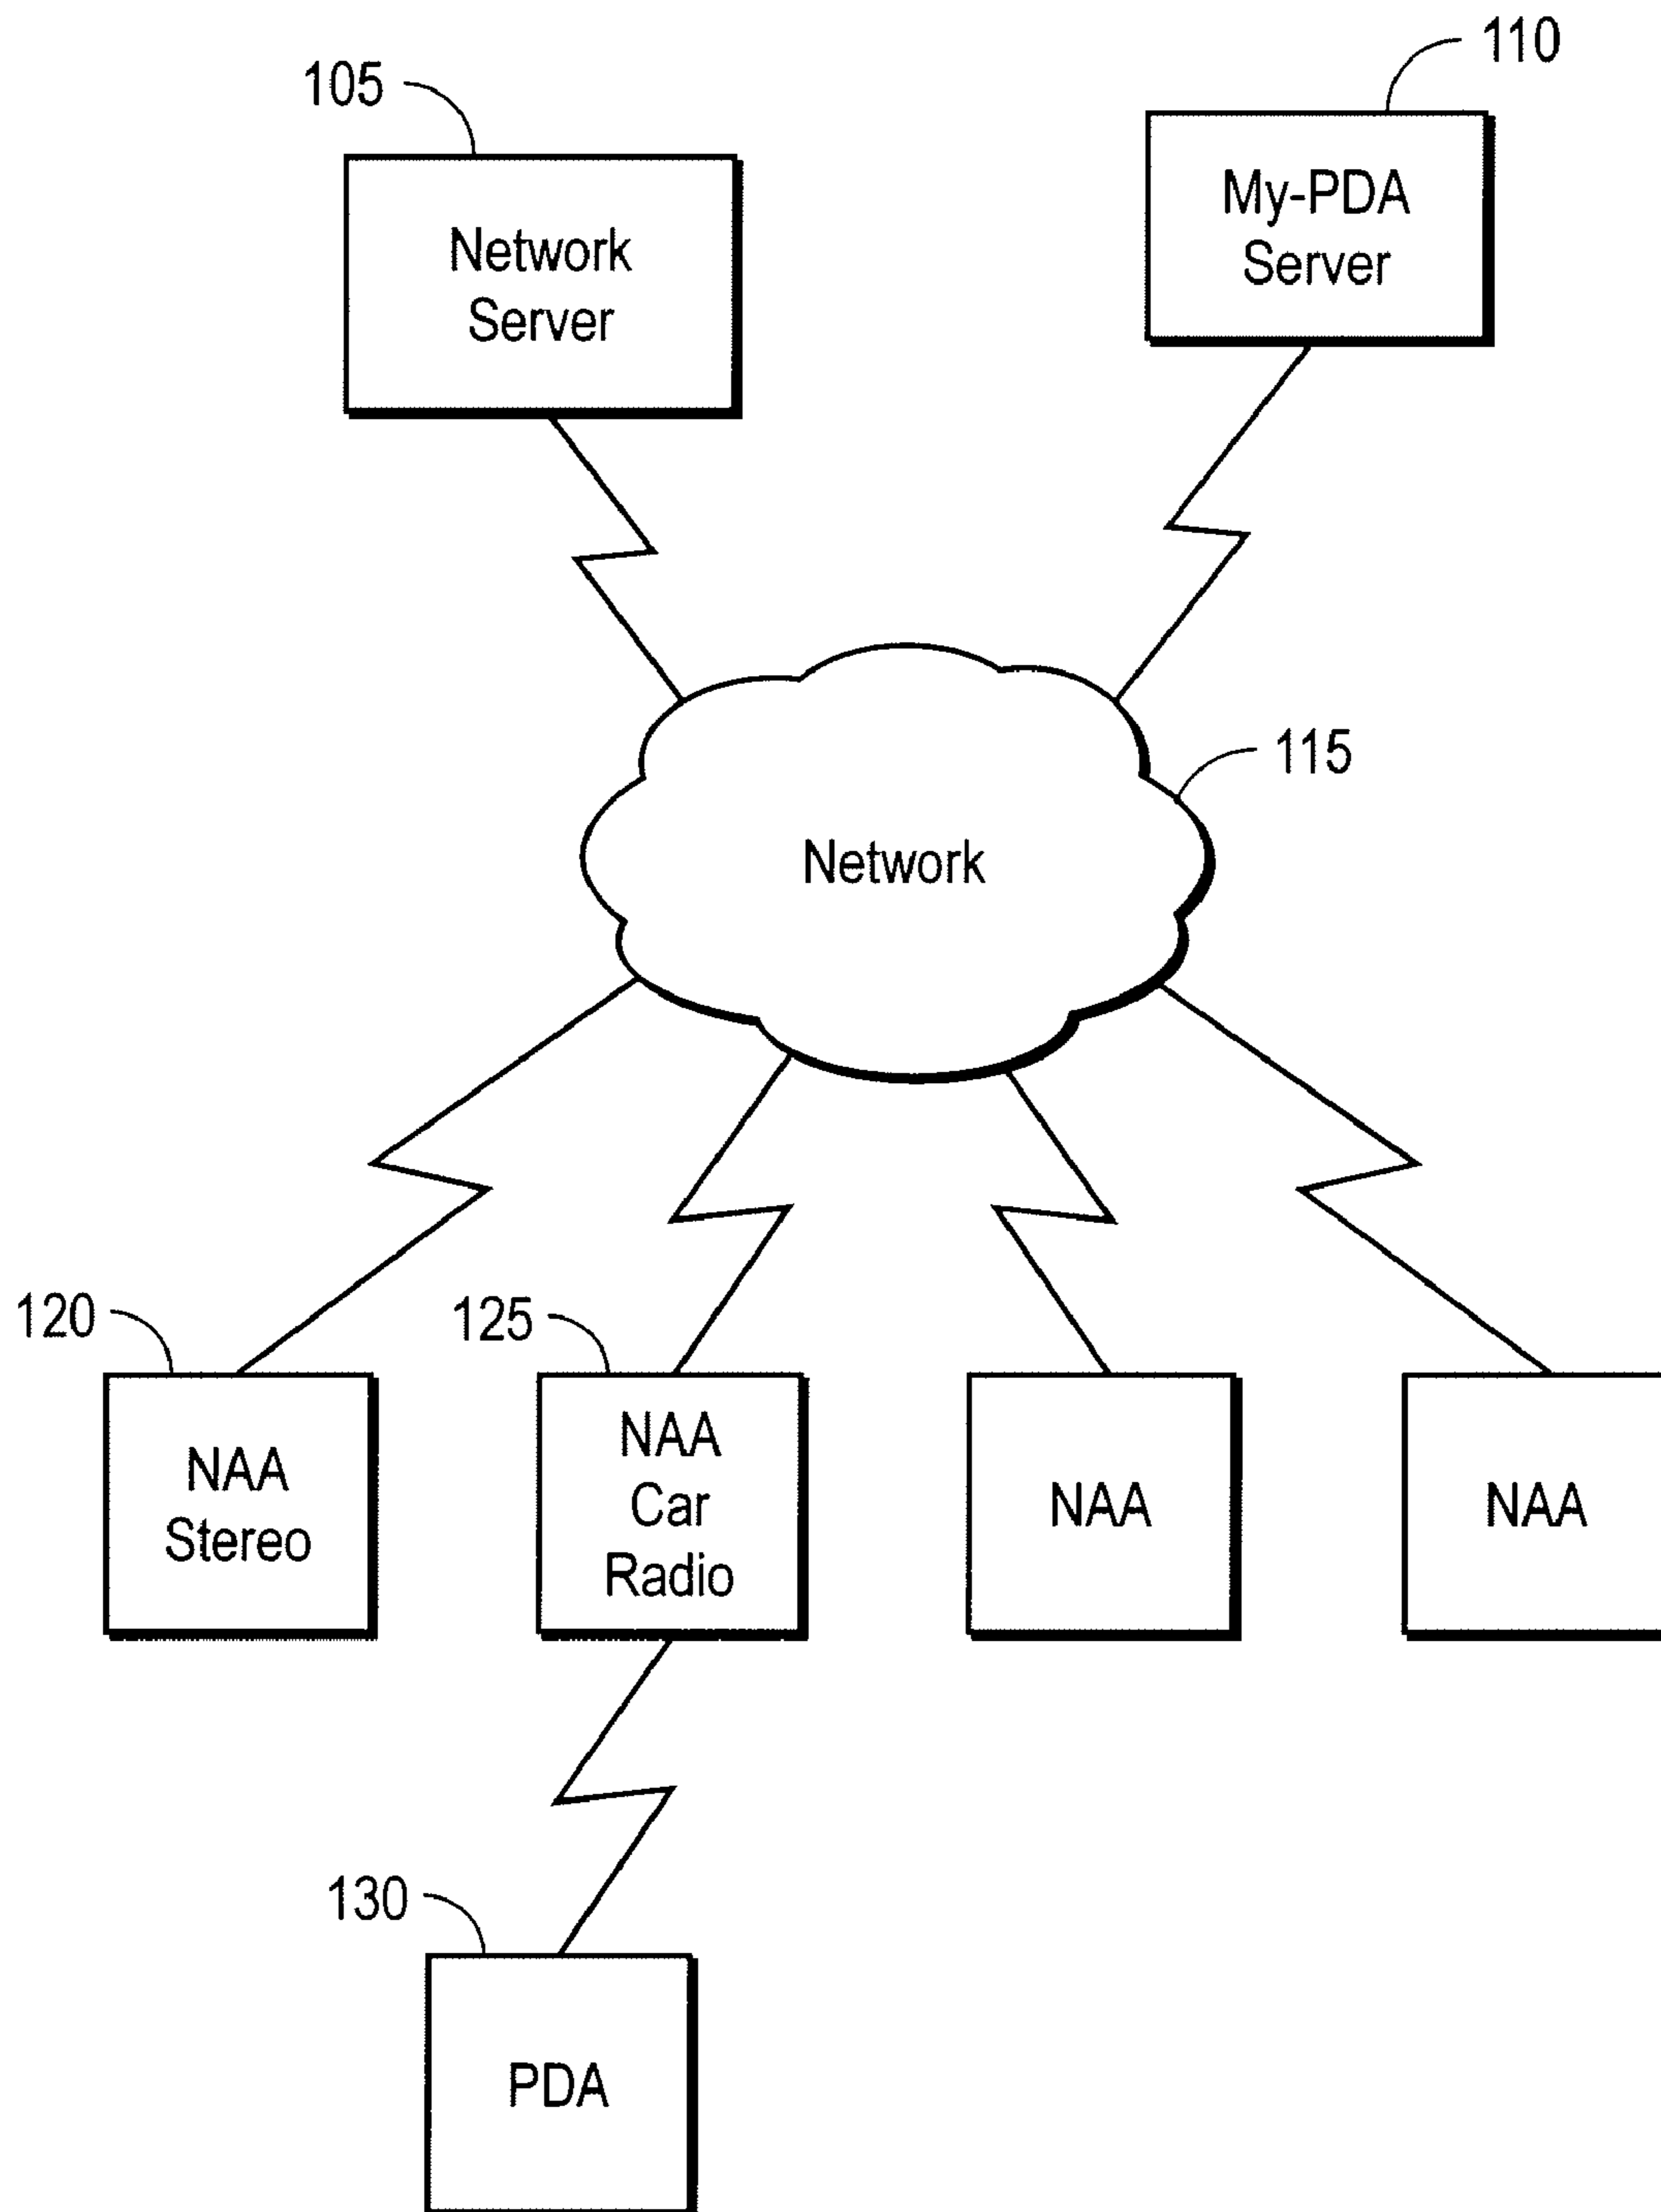 110
105
My-PDA
Server
Network
Server
115
Network
120
125
NAA
Stereo
NAA
Car
Radio
NAA
NAA
130
PDA